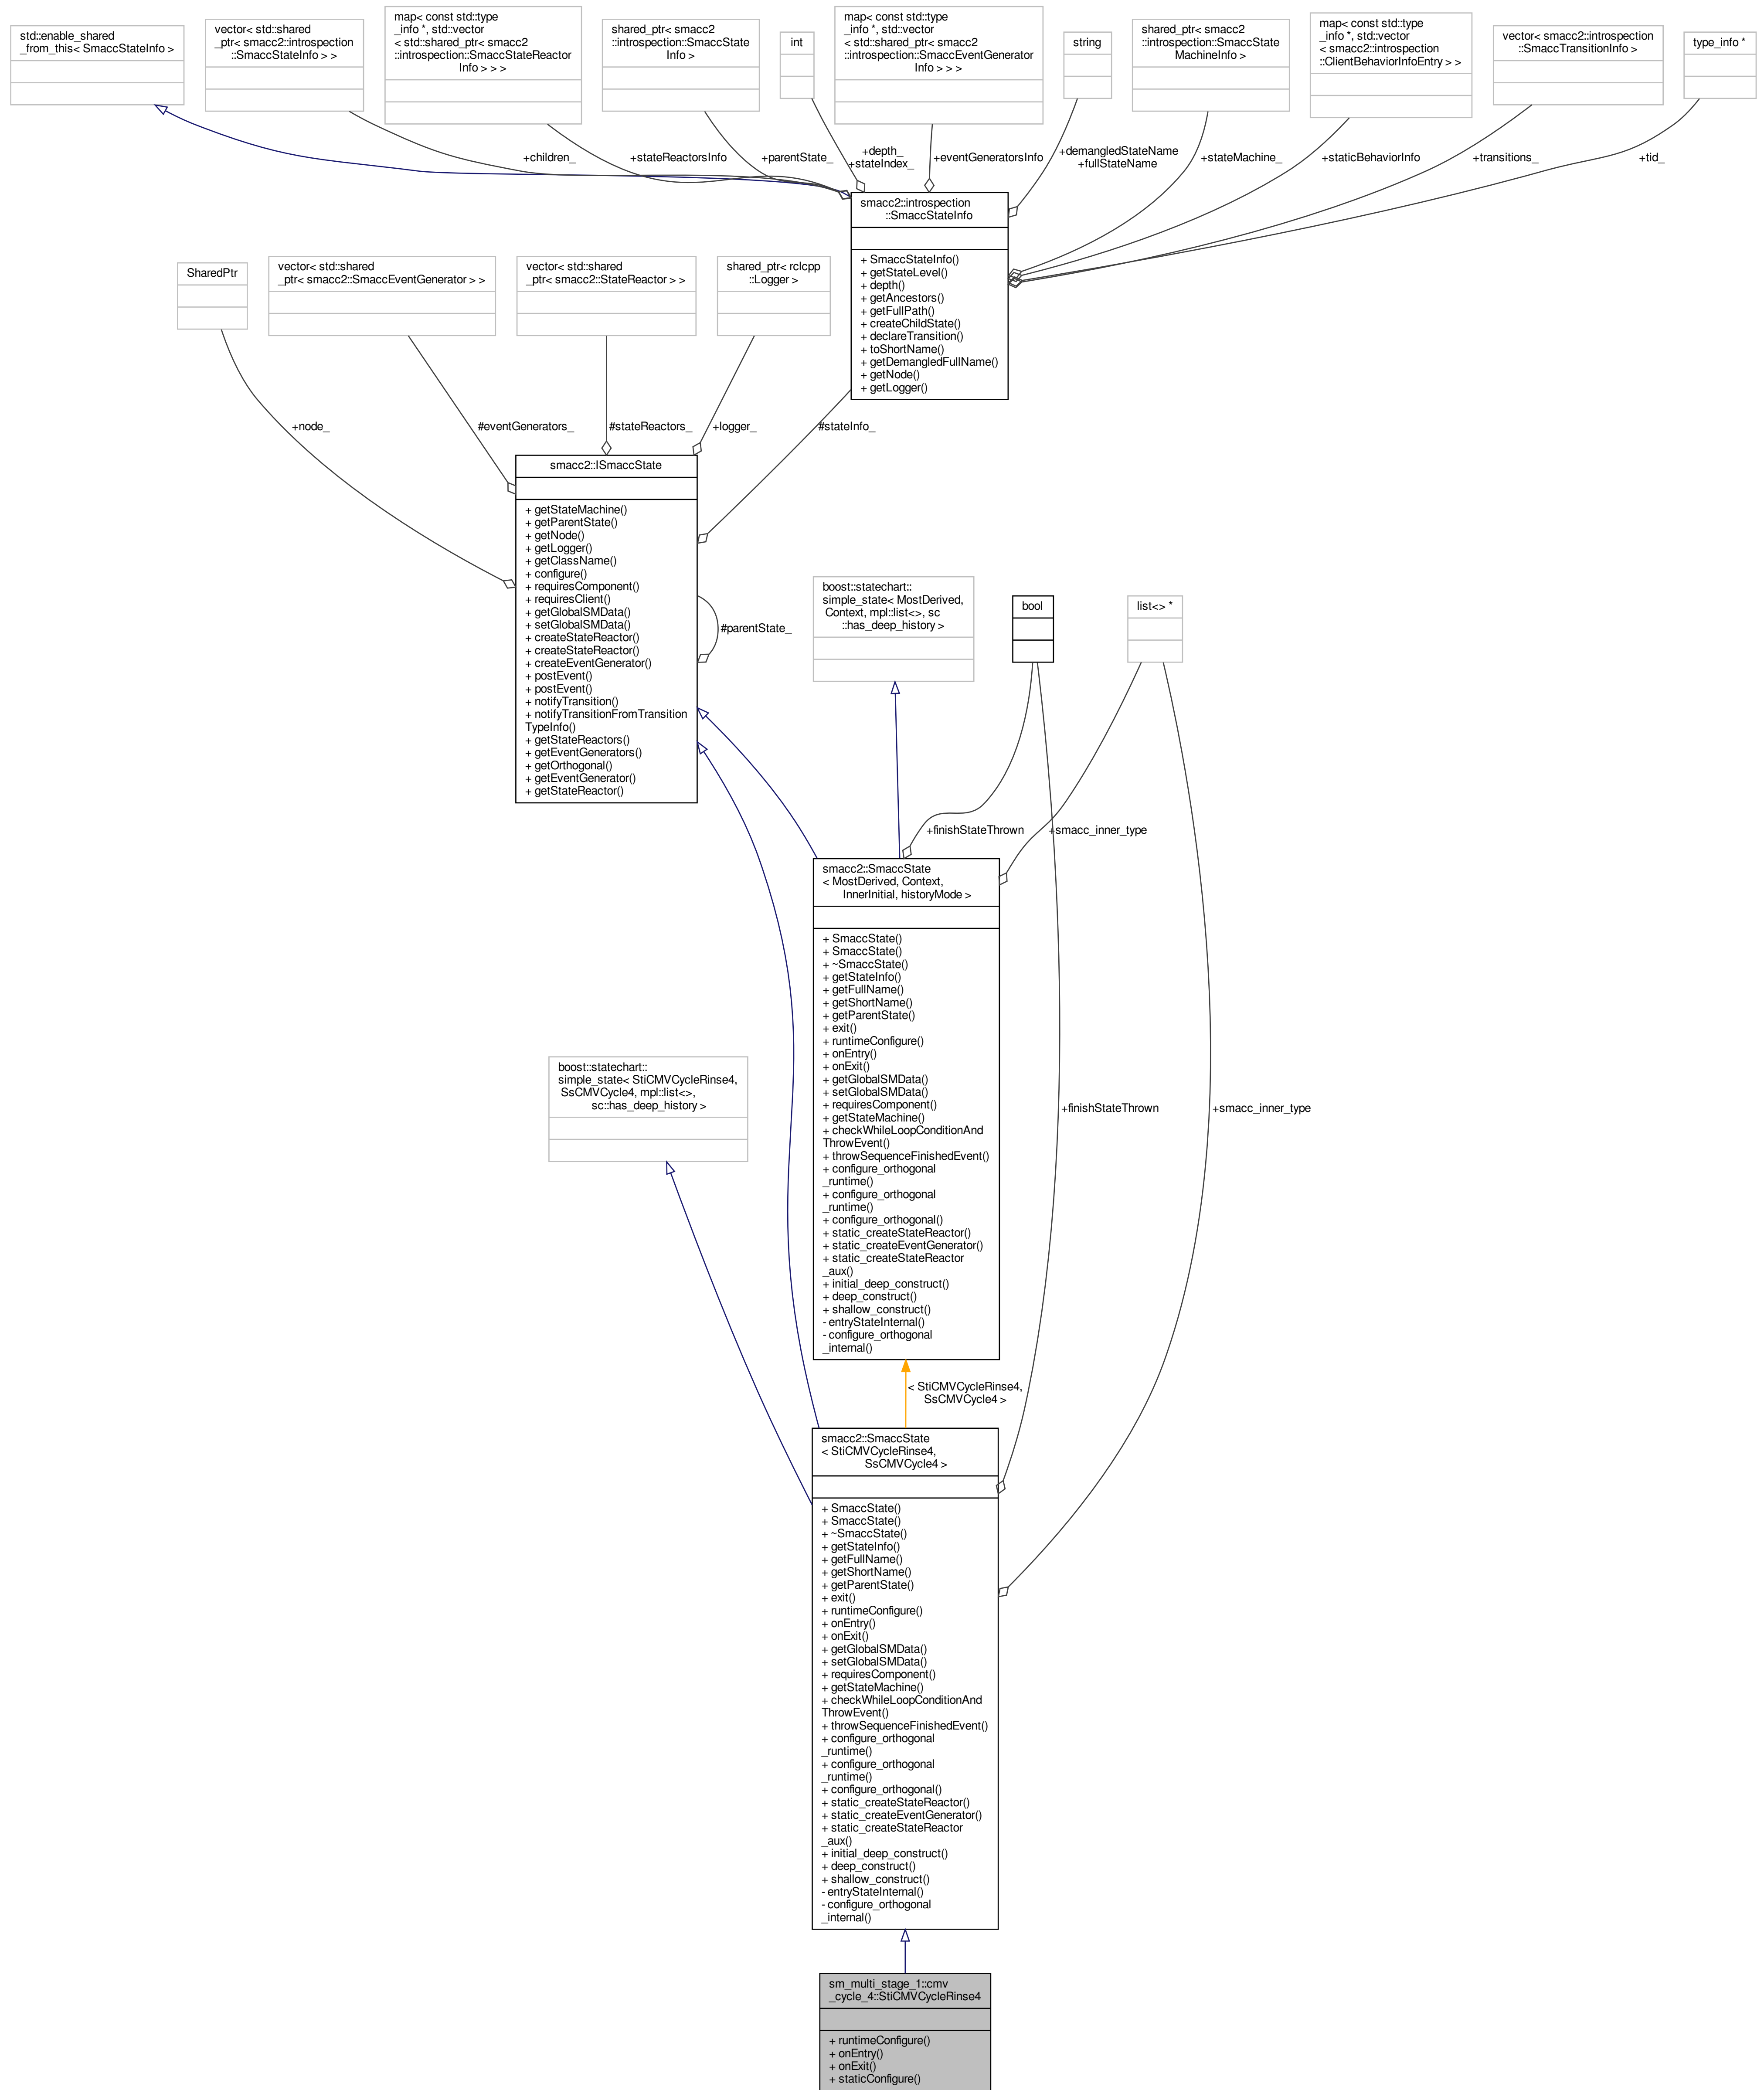 std::enable_shared
_from_this< SmaccStateInfo >
vector< std::shared
_ptr< smacc2::introspection
::SmaccStateInfo > >
map< const std::type
_info *, std::vector
< std::shared_ptr< smacc2
::introspection::SmaccStateReactor
Info > > >
shared_ptr< smacc2
::introspection::SmaccState
Info >
int
map< const std::type
_info *, std::vector
< std::shared_ptr< smacc2
::introspection::SmaccEventGenerator
Info > > >
string
shared_ptr< smacc2
::introspection::SmaccState
MachineInfo >
map< const std::type
_info *, std::vector
< smacc2::introspection
::ClientBehaviorInfoEntry > >
vector< smacc2::introspection
::SmaccTransitionInfo >
type_info *
+children_
+stateReactorsInfo
+parentState_
+depth_
+stateIndex_
+eventGeneratorsInfo
+demangledStateName
+fullStateName
+stateMachine_
+staticBehaviorInfo
+transitions_
+tid_
smacc2::introspection
::SmaccStateInfo
+ SmaccStateInfo()
+ getStateLevel()
+ depth()
+ getAncestors()
+ getFullPath()
+ createChildState()
+ declareTransition()
+ toShortName()
+ getDemangledFullName()
+ getNode()
+ getLogger()
SharedPtr
vector< std::shared
_ptr< smacc2::SmaccEventGenerator > >
vector< std::shared
_ptr< smacc2::StateReactor > >
shared_ptr< rclcpp
::Logger >
+node_
#eventGenerators_
#stateReactors_
+logger_
#stateInfo_
smacc2::ISmaccState
+ getStateMachine()
+ getParentState()
+ getNode()
+ getLogger()
+ getClassName()
+ configure()
+ requiresComponent()
+ requiresClient()
+ getGlobalSMData()
+ setGlobalSMData()
+ createStateReactor()
+ createStateReactor()
+ createEventGenerator()
+ postEvent()
+ postEvent()
+ notifyTransition()
+ notifyTransitionFromTransition
TypeInfo()
+ getStateReactors()
+ getEventGenerators()
+ getOrthogonal()
+ getEventGenerator()
+ getStateReactor()
#parentState_
boost::statechart::
simple_state< MostDerived,
Context, mpl::list<>, sc
::has_deep_history >
bool
list<> *
+finishStateThrown
+smacc_inner_type
smacc2::SmaccState
< MostDerived, Context,
InnerInitial, historyMode >
+ SmaccState()
+ SmaccState()
+ ~SmaccState()
+ getStateInfo()
+ getFullName()
+ getShortName()
+ getParentState()
+ exit()
+ runtimeConfigure()
+ onEntry()
+ onExit()
+ getGlobalSMData()
+ setGlobalSMData()
+ requiresComponent()
+ getStateMachine()
+ checkWhileLoopConditionAnd
ThrowEvent()
+ throwSequenceFinishedEvent()
+ configure_orthogonal
_runtime()
+ configure_orthogonal
_runtime()
+ configure_orthogonal()
+ static_createStateReactor()
+ static_createEventGenerator()
+ static_createStateReactor
_aux()
+ initial_deep_construct()
+ deep_construct()
+ shallow_construct()
- entryStateInternal()
- configure_orthogonal
_internal()
boost::statechart::
simple_state< StiCMVCycleRinse4,
SsCMVCycle4, mpl::list<>,
sc::has_deep_history >
+finishStateThrown
+smacc_inner_type
< StiCMVCycleRinse4,
SsCMVCycle4 >
smacc2::SmaccState
< StiCMVCycleRinse4,
SsCMVCycle4 >
+ SmaccState()
+ SmaccState()
+ ~SmaccState()
+ getStateInfo()
+ getFullName()
+ getShortName()
+ getParentState()
+ exit()
+ runtimeConfigure()
+ onEntry()
+ onExit()
+ getGlobalSMData()
+ setGlobalSMData()
+ requiresComponent()
+ getStateMachine()
+ checkWhileLoopConditionAnd
ThrowEvent()
+ throwSequenceFinishedEvent()
+ configure_orthogonal
_runtime()
+ configure_orthogonal
_runtime()
+ configure_orthogonal()
+ static_createStateReactor()
+ static_createEventGenerator()
+ static_createStateReactor
_aux()
+ initial_deep_construct()
+ deep_construct()
+ shallow_construct()
- entryStateInternal()
- configure_orthogonal
_internal()
sm_multi_stage_1::cmv
_cycle_4::StiCMVCycleRinse4
+ runtimeConfigure()
+ onEntry()
+ onExit()
+ staticConfigure()